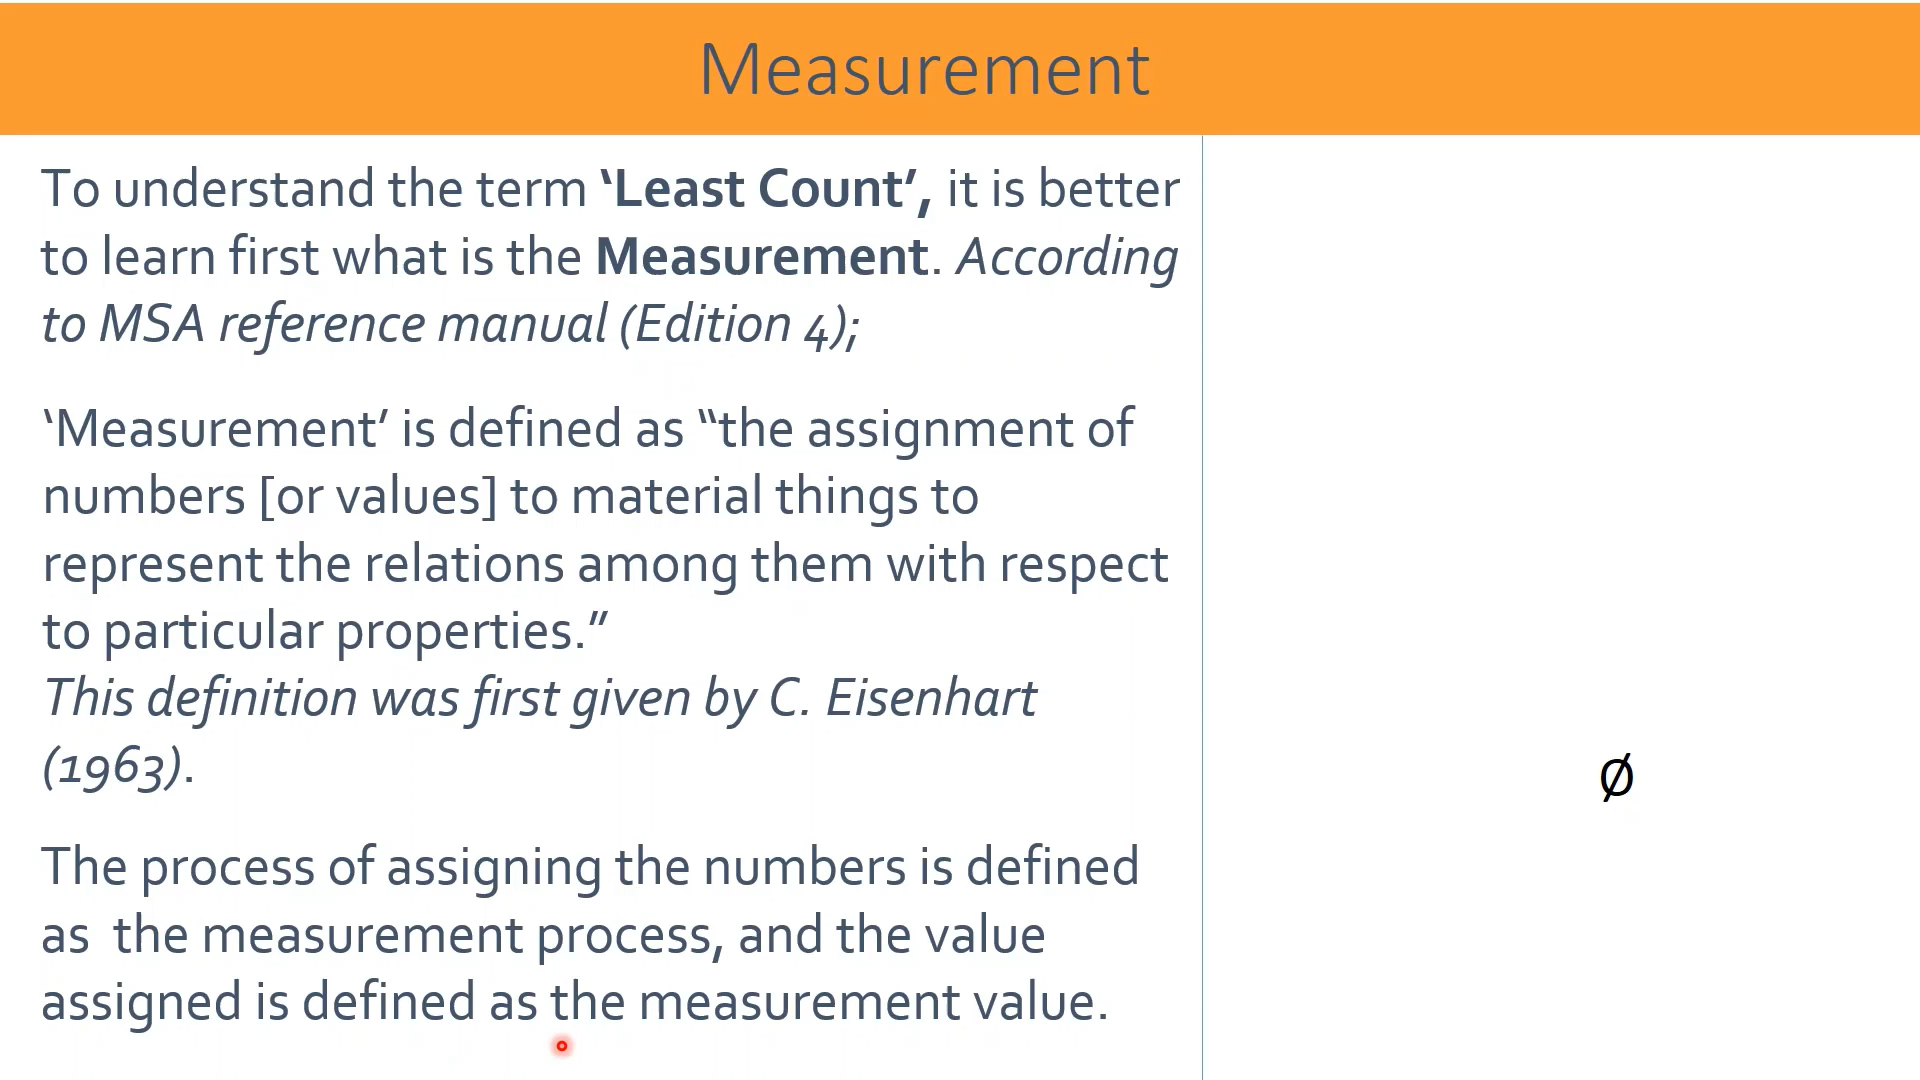 Measurement
To understand the term ‘Least Count’, it is better
to learn first what is the Measurement. According
to MSA reference manual (Edition 4);
‘Measurement’ is defined as “the assignment of
numbers [or values] to material things to
represent the relations among them with respect
to particular properties.”
This definition was first given by C. Eisenhart
(1963).
The process of assigning the numbers is defined
as  the measurement process, and the value
assigned is defined as the measurement value.
Ø